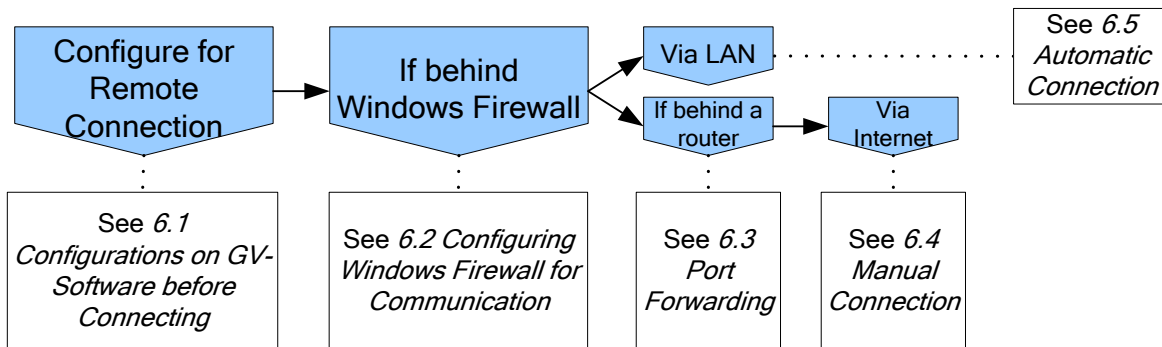 Configure for
Remote
Connection
If behind
Windows Firewall
Via LAN
See 6.5
Automatic
Connection
If behind a
router
Via
Internet
See 6.1
Configurations on GV-
Software before
Connecting
See 6.2 Configuring
Windows Firewall for
Communication
See 6.3
Port
Forwarding
See 6.4
Manual
Connection